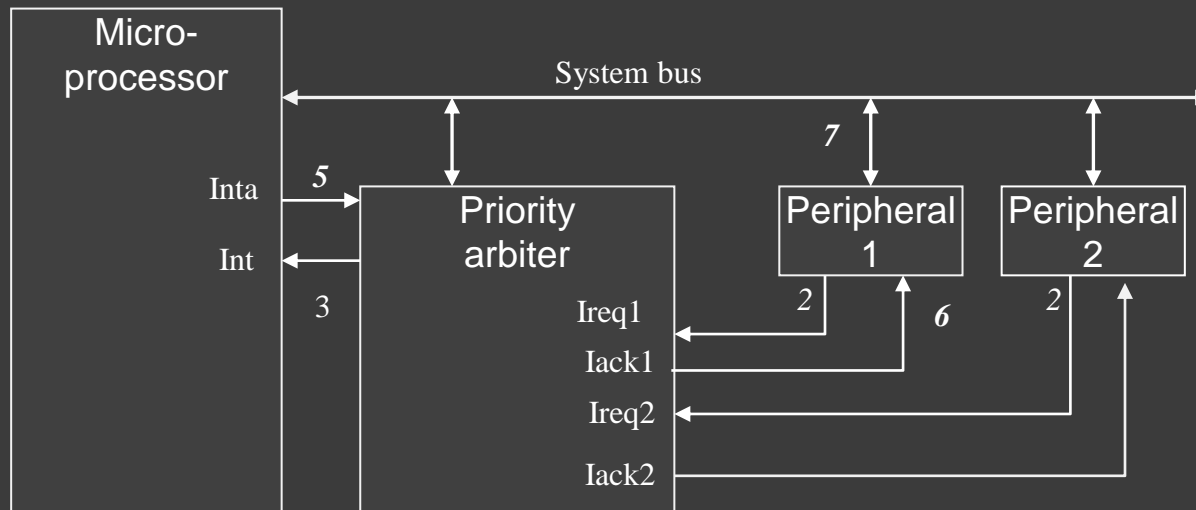 Micro-
processor
System bus
7
Inta
5
Priority
arbiter
Peripheral
1
Peripheral
2
Int
3
2
6
2
Ireq1
Iack1
Ireq2
Iack2